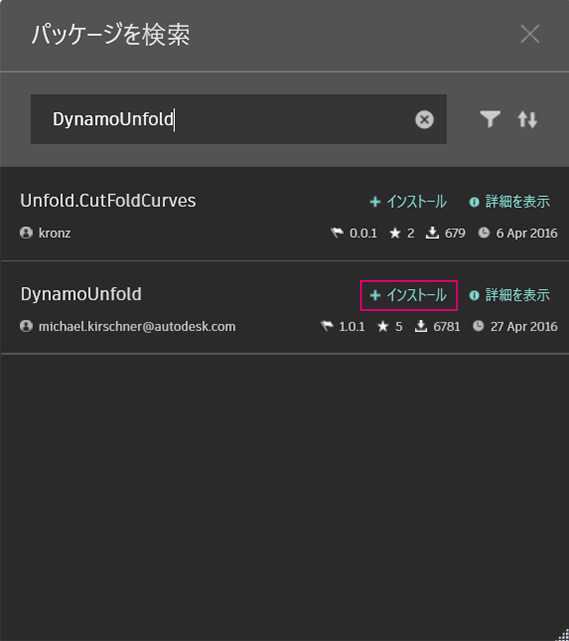 パッケージを検索
DynamoUnfold
Unfold.CutFoldCurves + インストール 詳細を表示
kronz 0.0.1 2 679 6 Apr 2016
DynamoUnfold + インストール 詳細を表示
michael.kirschner@autodesk.com 1.0.1 5 6781 27 Apr 2016